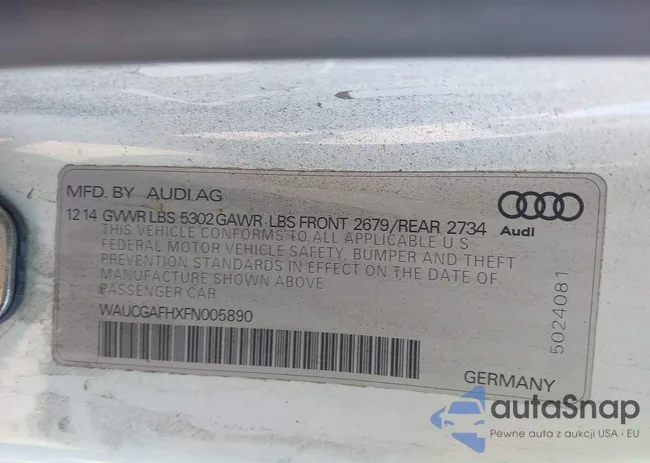 MFD. BY AUDI AG
12 14 GVWR LBS 5302 GAWR LBS FRONT 2679/REAR 2734
THIS VEHICLE CONFORMS TO ALL APPLICABLE U.S.
FEDERAL MOTOR VEHICLE SAFETY, BUMPER AND THEFT
PREVENTION STANDARDS IN EFFECT ON THE DATE OF
MANUFACTURE SHOWN ABOVE
PASSENGER CAR
WAUCGAFHXFN005890
Audi
5024081
GERMANY
autaSnap
Pewne auta z aukcji USA i EU